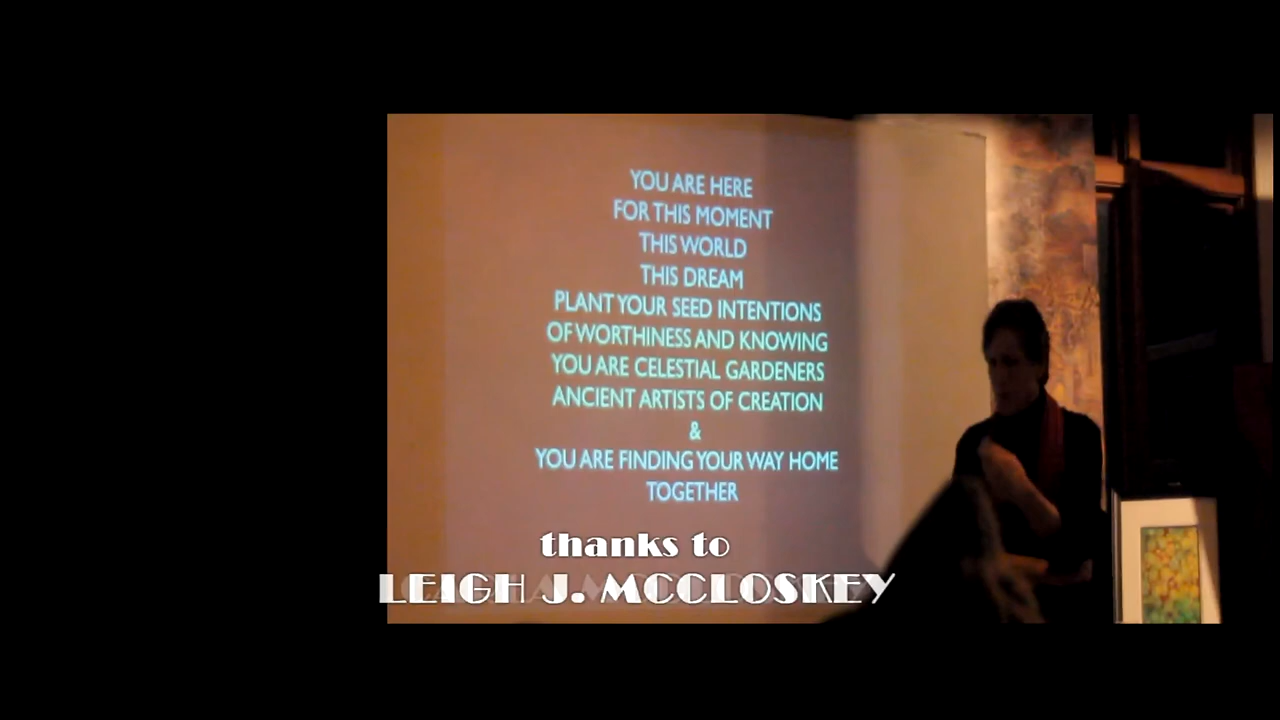 YOU ARE HERE
FOR THIS MOMENT
THIS WORLD
THIS DREAM
PLANT YOUR SEED INTENTIONS
OF WORTHINESS AND KNOWING
YOU ARE CELESTIAL GARDENERS
ANCIENT ARTISTS OF CREATION
&
YOU ARE FINDING YOUR WAY HOME
TOGETHER
thanks to
LEIGH J. MCCLOSKEY